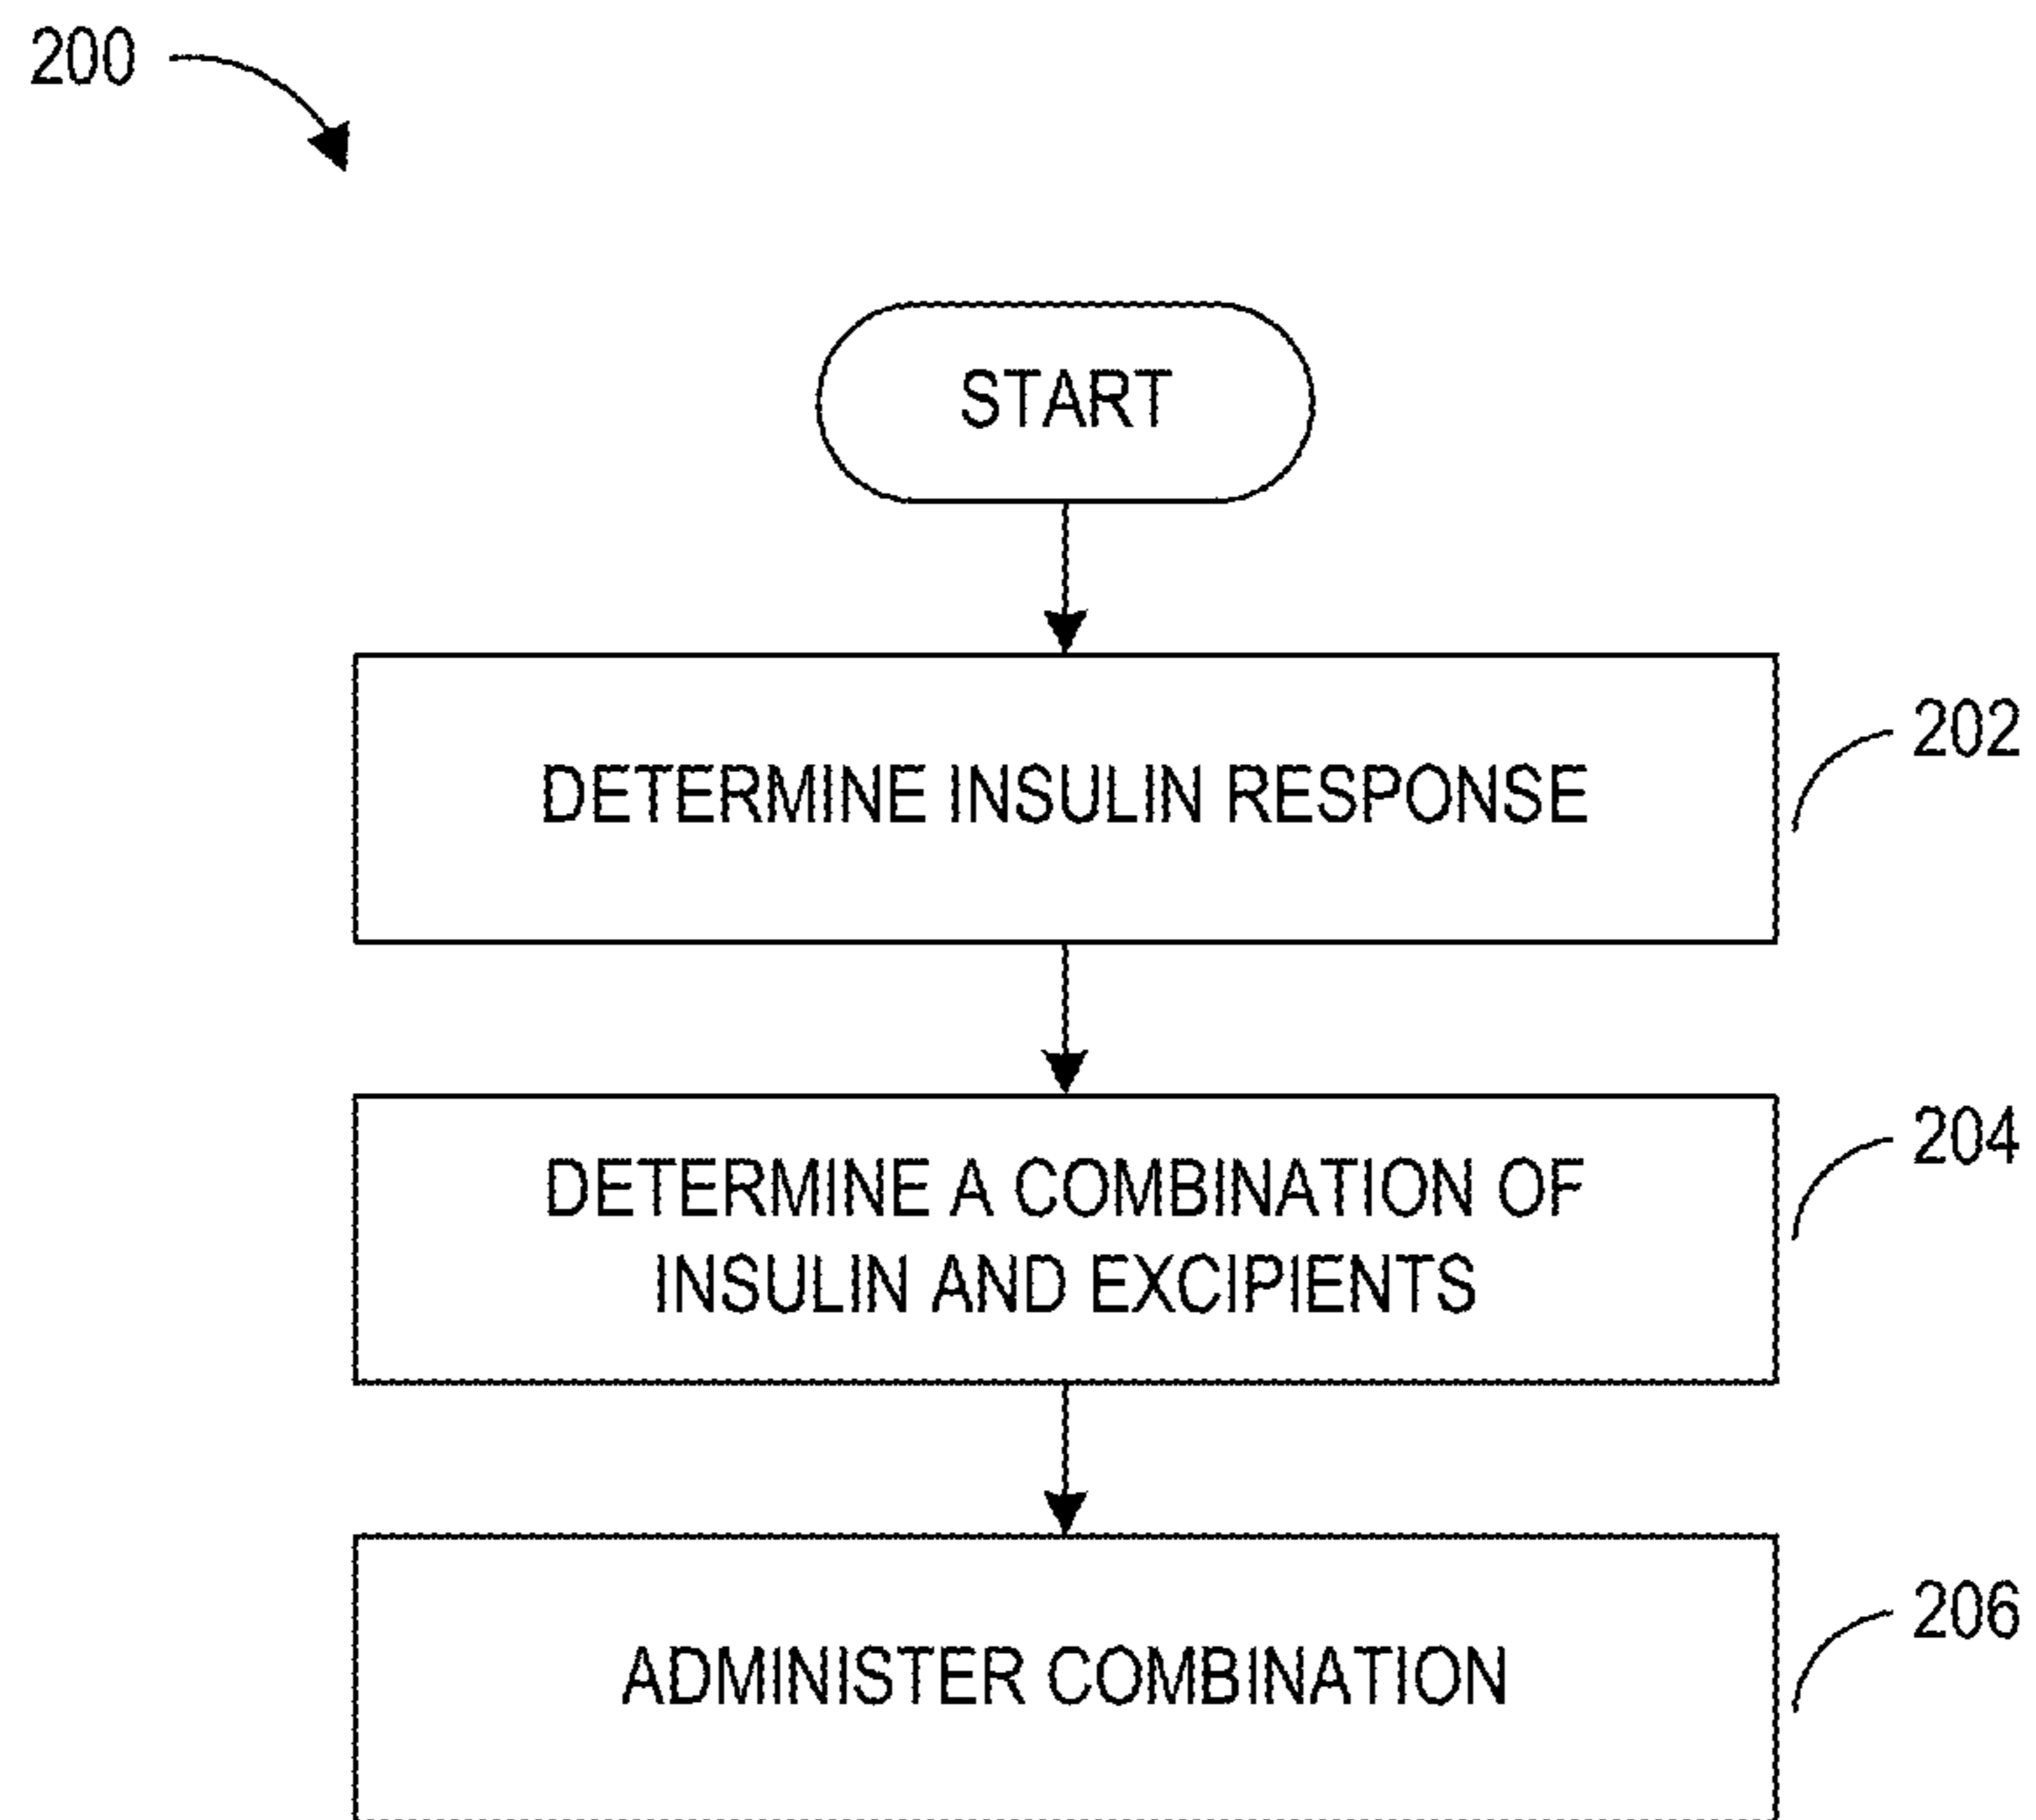 200
START
DETERMINE INSULIN RESPONSE
202
DETERMINE A COMBINATION OF
INSULIN AND EXCIPIENTS
204
ADMINISTER COMBINATION
206